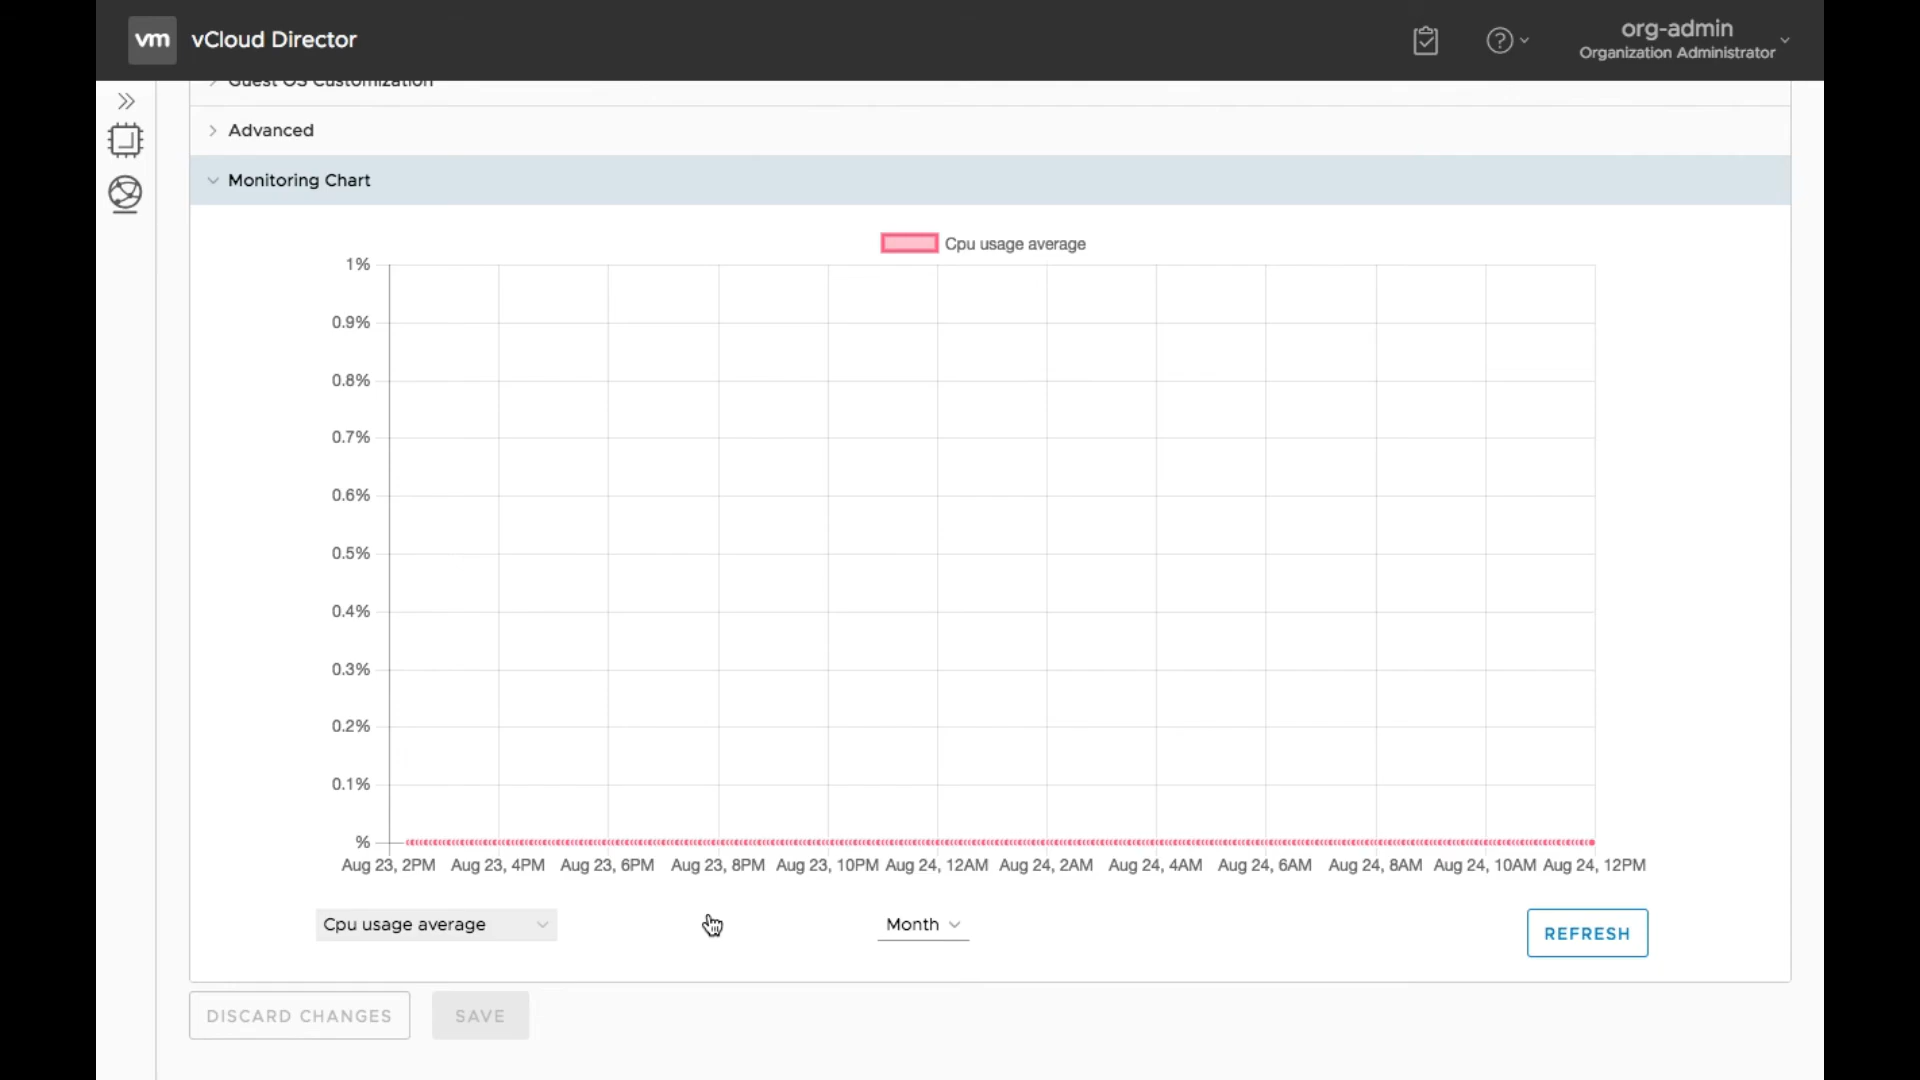 vm vCloud Director
org-admin
Organization Administrator
Guest OS Customization
Advanced
Monitoring Chart
Cpu usage average
1%
0.9%
0.8%
0.7%
0.6%
0.5%
0.4%
0.3%
0.2%
0.1%
%
Aug 23, 2PM Aug 23, 4PM Aug 23, 6PM Aug 23, 8PM Aug 23, 10PM Aug 24, 12AM Aug 24, 2AM Aug 24, 4AM Aug 24, 6AM Aug 24, 8AM Aug 24, 10AM Aug 24, 12PM
Cpu usage average Month REFRESH
DISCARD CHANGES SAVE